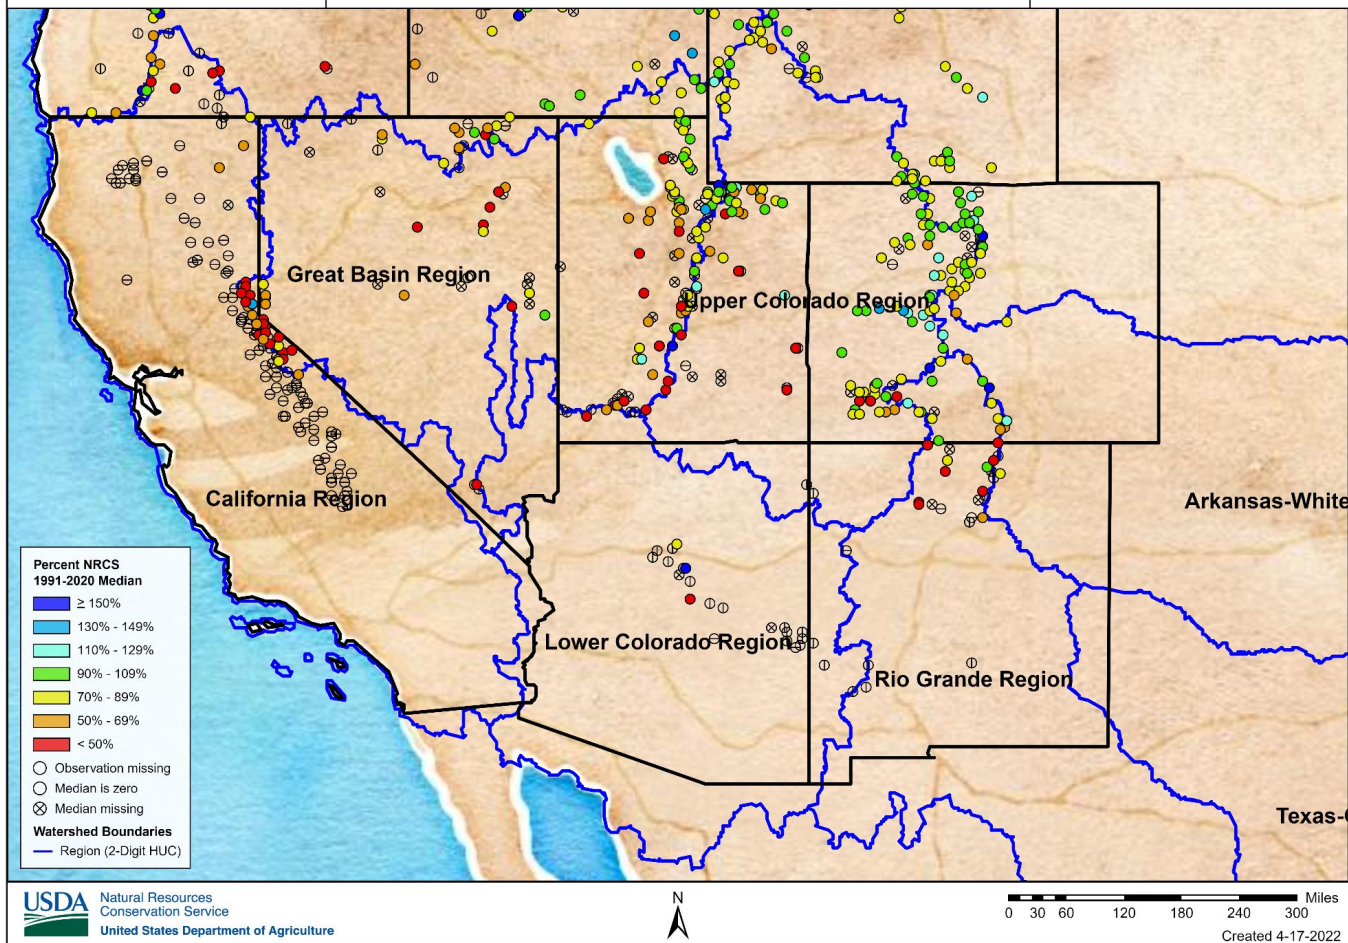 Great Basin Region
Upper Colorado Region
California Region
Arkansas-White
Lower Colorado Region
Rio Grande Region
Texas-
Percent NRCS
1991-2020 Median
≥ 150%
130% - 149%
110% - 129%
90% - 109%
70% - 89%
50% - 69%
< 50%
Observation missing
Median is zero
Median missing
Watershed Boundaries
Region (2-Digit HUC)
USDA
Natural Resources
Conservation Service
United States Department of Agriculture
N
Miles
0 30 60 120 180 240 300
Created 4-17-2022